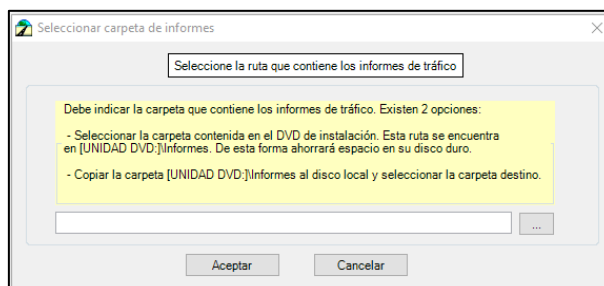 Seleccionar carpeta de informes
Seleccione la ruta que contiene los informes de tráfico
Debe indicar la carpeta que contiene los informes de tráfico. Existen 2 opciones:
- Seleccionar la carpeta contenida en el DVD de instalación. Esta ruta se encuentra
en [UNIDAD DVD:]\Informes. De esta forma ahorrará espacio en su disco duro.
- Copiar la carpeta [UNIDAD DVD:]\Informes al disco local y seleccionar la carpeta destino.
...
Aceptar Cancelar